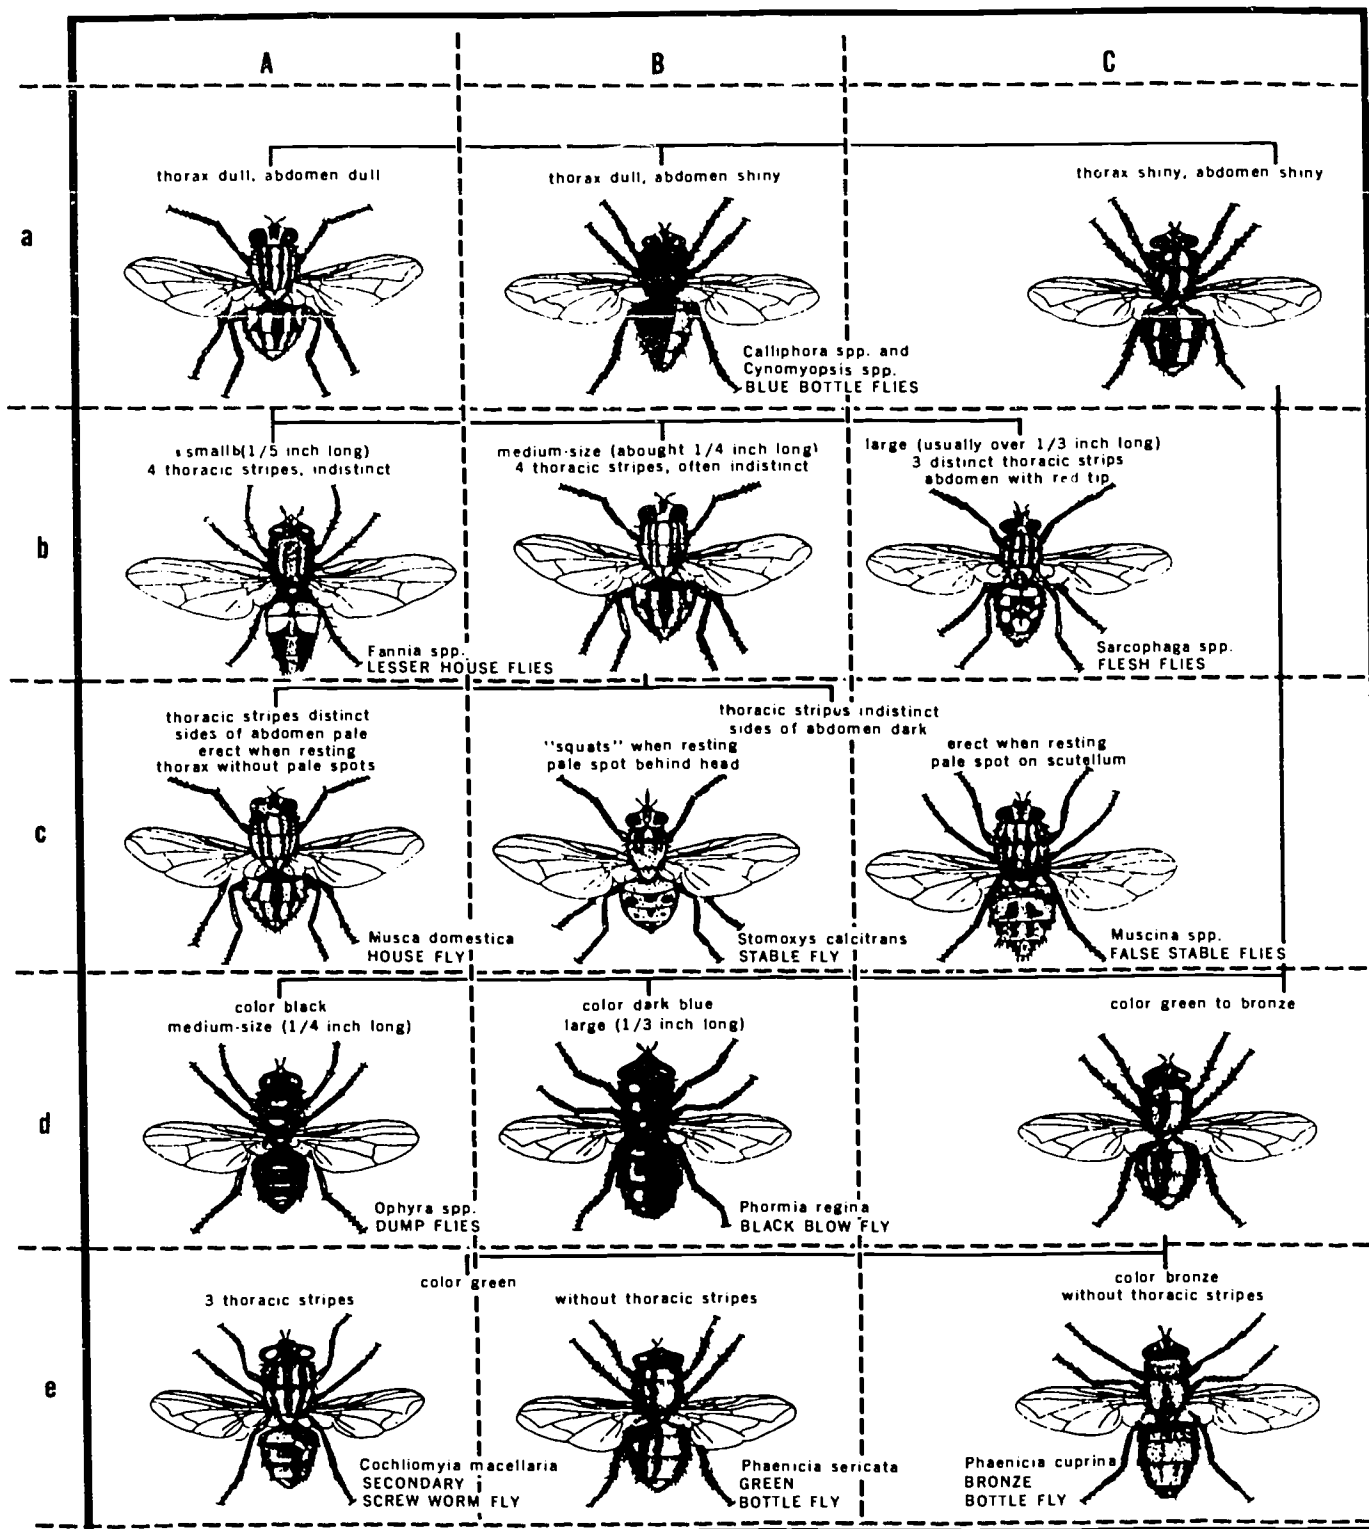 A
B
C
a
thorax dull, abdomen dull
thorax dull, abdomen shiny
thorax shiny, abdomen shiny
Calliphora spp. and
Cynomyopsis spp.
BLUE BOTTLE FLIES
b
smallb(1/5 inch long)
4 thoracic stripes, indistinct
medium-size (abought 1/4 inch long)
4 thoracic stripes, often indistinct
large (usually over 1/3 inch long)
3 distinct thoracic strips
abdomen with red tip
Fannia spp.
LESSER HOUSE FLIES
Sarcophaga spp.
FLESH FLIES
c
thoracic stripes distinct
sides of abdomen pale
erect when resting
thorax without pale spots
thoracic stripes indistinct
sides of abdomen dark
"squats" when resting
pale spot behind head
erect when resting
pale spot on scutellum
Musca domestica
HOUSE FLY
Stomoxys calcitrans
STABLE FLY
Muscina spp.
FALSE STABLE FLIES
d
color black
medium-size (1/4 inch long)
color dark blue
large (1/3 inch long)
color green to bronze
Ophyra spp.
DUMP FLIES
Phormia regina
BLACK BLOW FLY
e
color green
3 thoracic stripes
without thoracic stripes
color bronze
without thoracic stripes
Cochliomyia macellaria
SECONDARY
SCREW WORM FLY
Phaenicia sericata
GREEN
BOTTLE FLY
Phaenicia cuprina
BRONZE
BOTTLE FLY